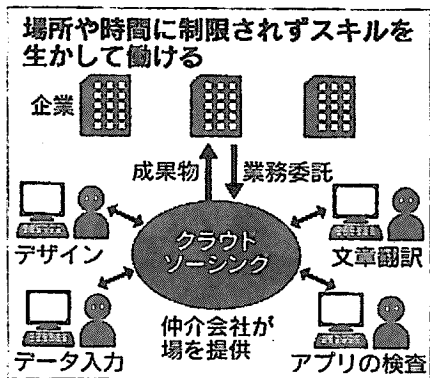 場所や時間に制限されずスキルを
生かして働ける
企業
成果物
業務委託
デザイン
クラウド
ソーシング
文章翻訳
データ入力
仲介会社が
場を提供
アプリの検査